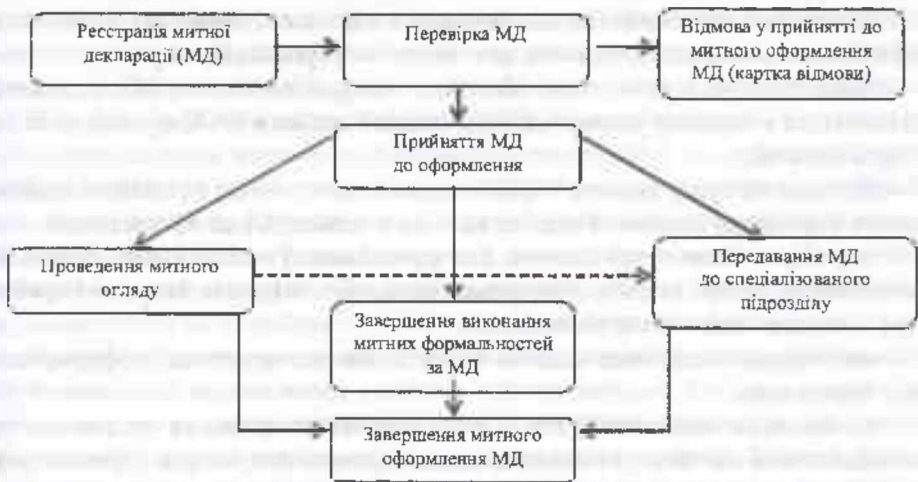 Реєстрація митної
декларації (МД)
Перевірка МД
Відмова у прийнятті до
митного оформлення
МД (картка відмови)
Прийняття МД
до оформлення
Проведення митного
огляду
Передавання МД
до спеціалізованого
підрозділу
Завершення виконання
митних формальностей
за МД
Завершення митного
оформлення МД